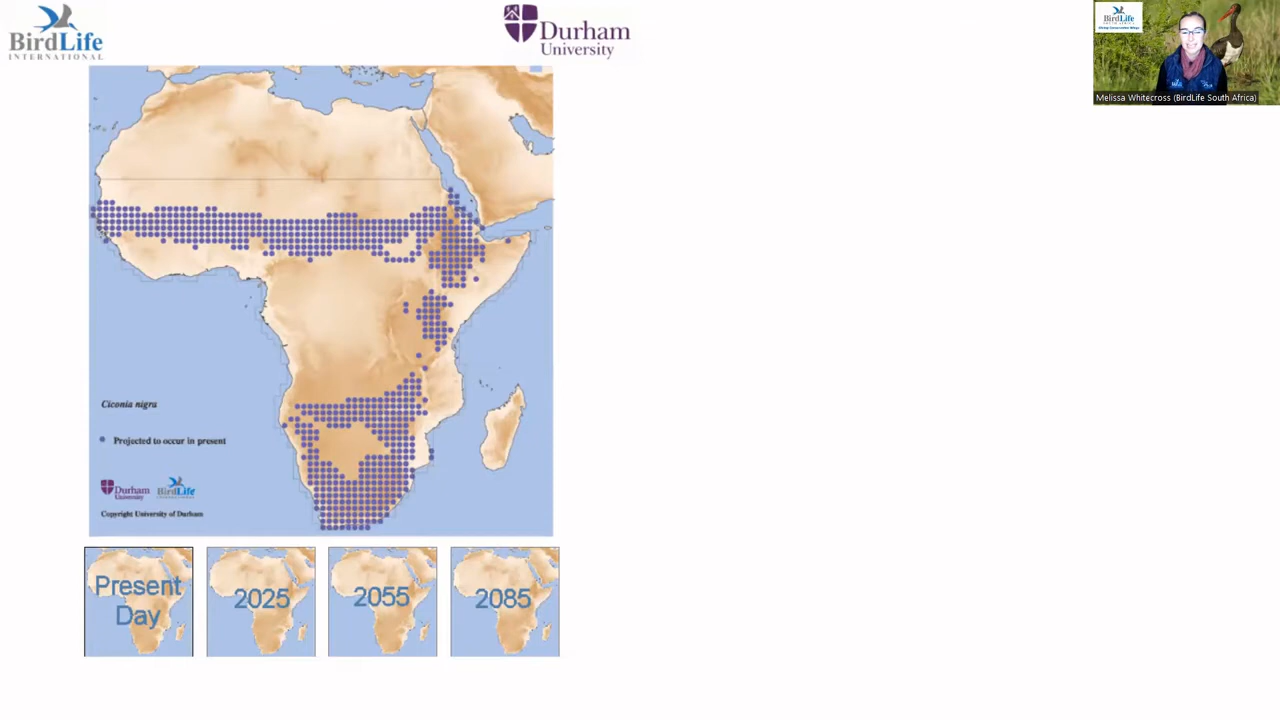 BirdLife
INTERNATIONAL
Durham
University
BirdLife
Melissa Whitecross (BirdLife South Africa)
Ciconia nigra
Projected to occur in present
Durham
University
BirdLife
INTERNATIONAL
Copyright University of Durham
Present
Day
2025
2055
2085